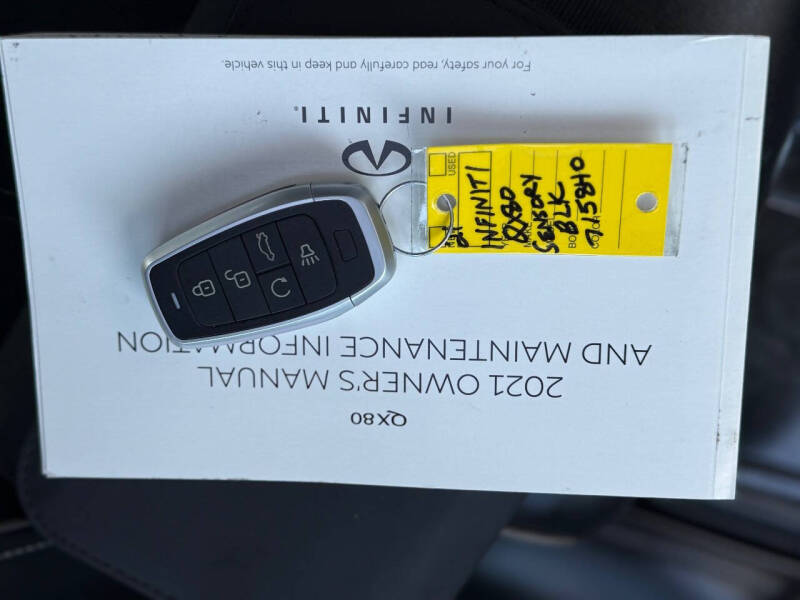 For your safety, read carefully and keep in this vehicle.
INFINITI®
QX80
2021 OWNER'S MANUAL
AND MAINTENANCE INFORMATION
USED
21
INFINITI
QX80
SENSORY
BLK